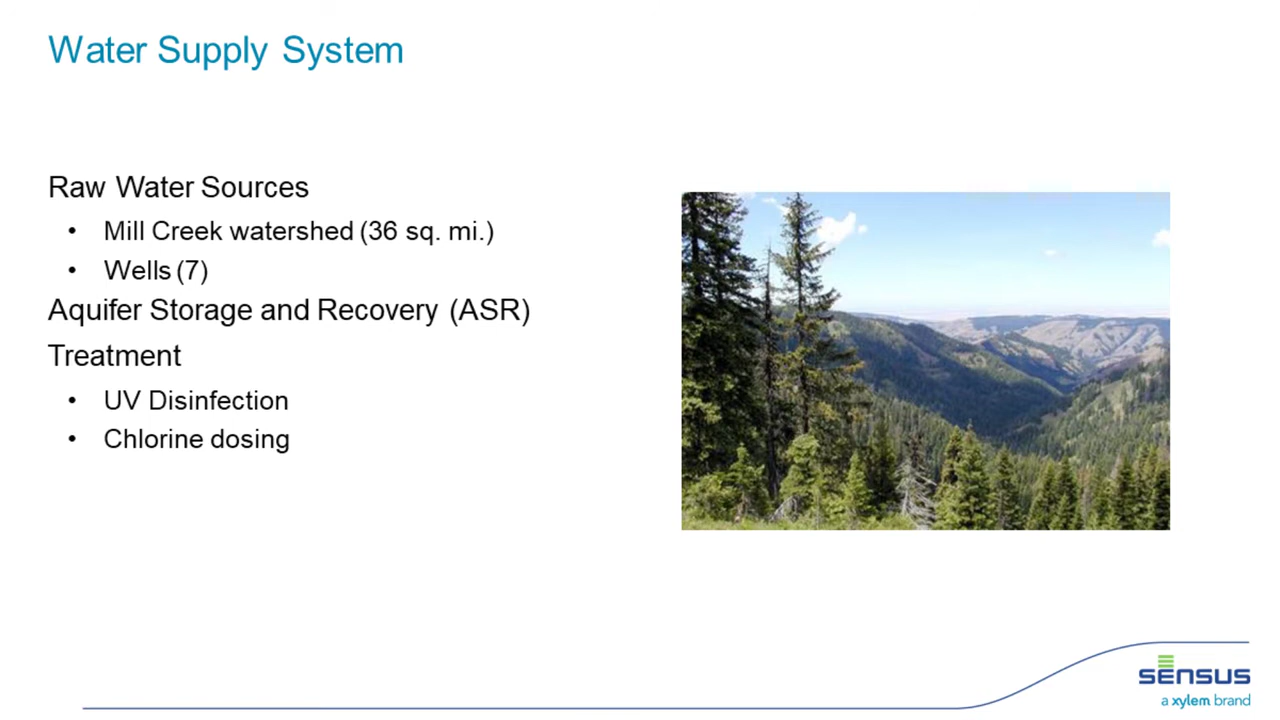 Water Supply System
Raw Water Sources
• Mill Creek watershed (36 sq. mi.)
• Wells (7)
Aquifer Storage and Recovery (ASR)
Treatment
• UV Disinfection
• Chlorine dosing
sensus
a xylem brand